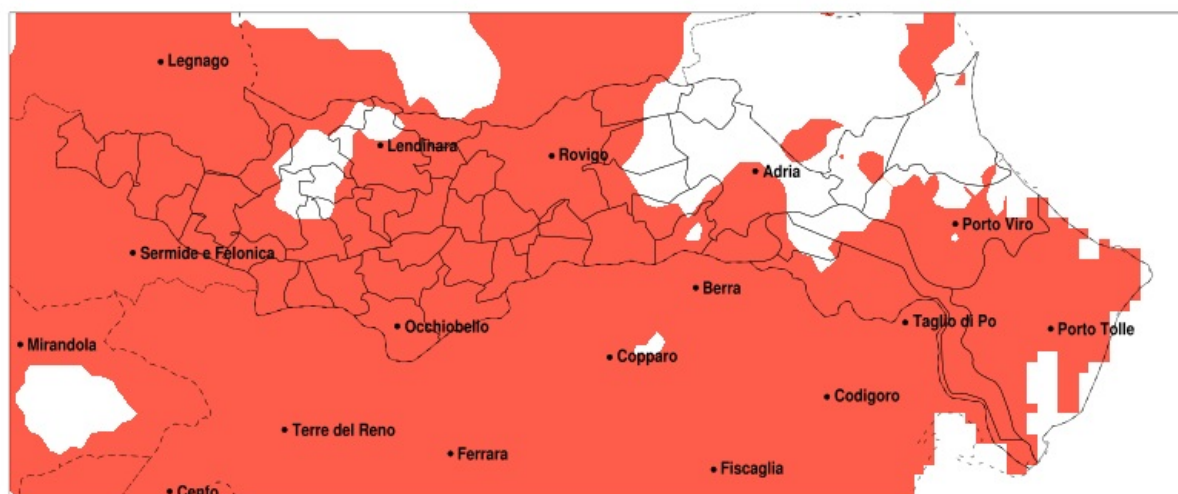 Legnago
Lendinara
Rovigo
Adria
Porto Viro
Sermide e Felonica
Berra
Taglio di Po
Occhiobello
Porto Tolle
Mirandola
Copparo
Codigoro
Terre del Reno
Ferrara
Fiscaglia
Cento